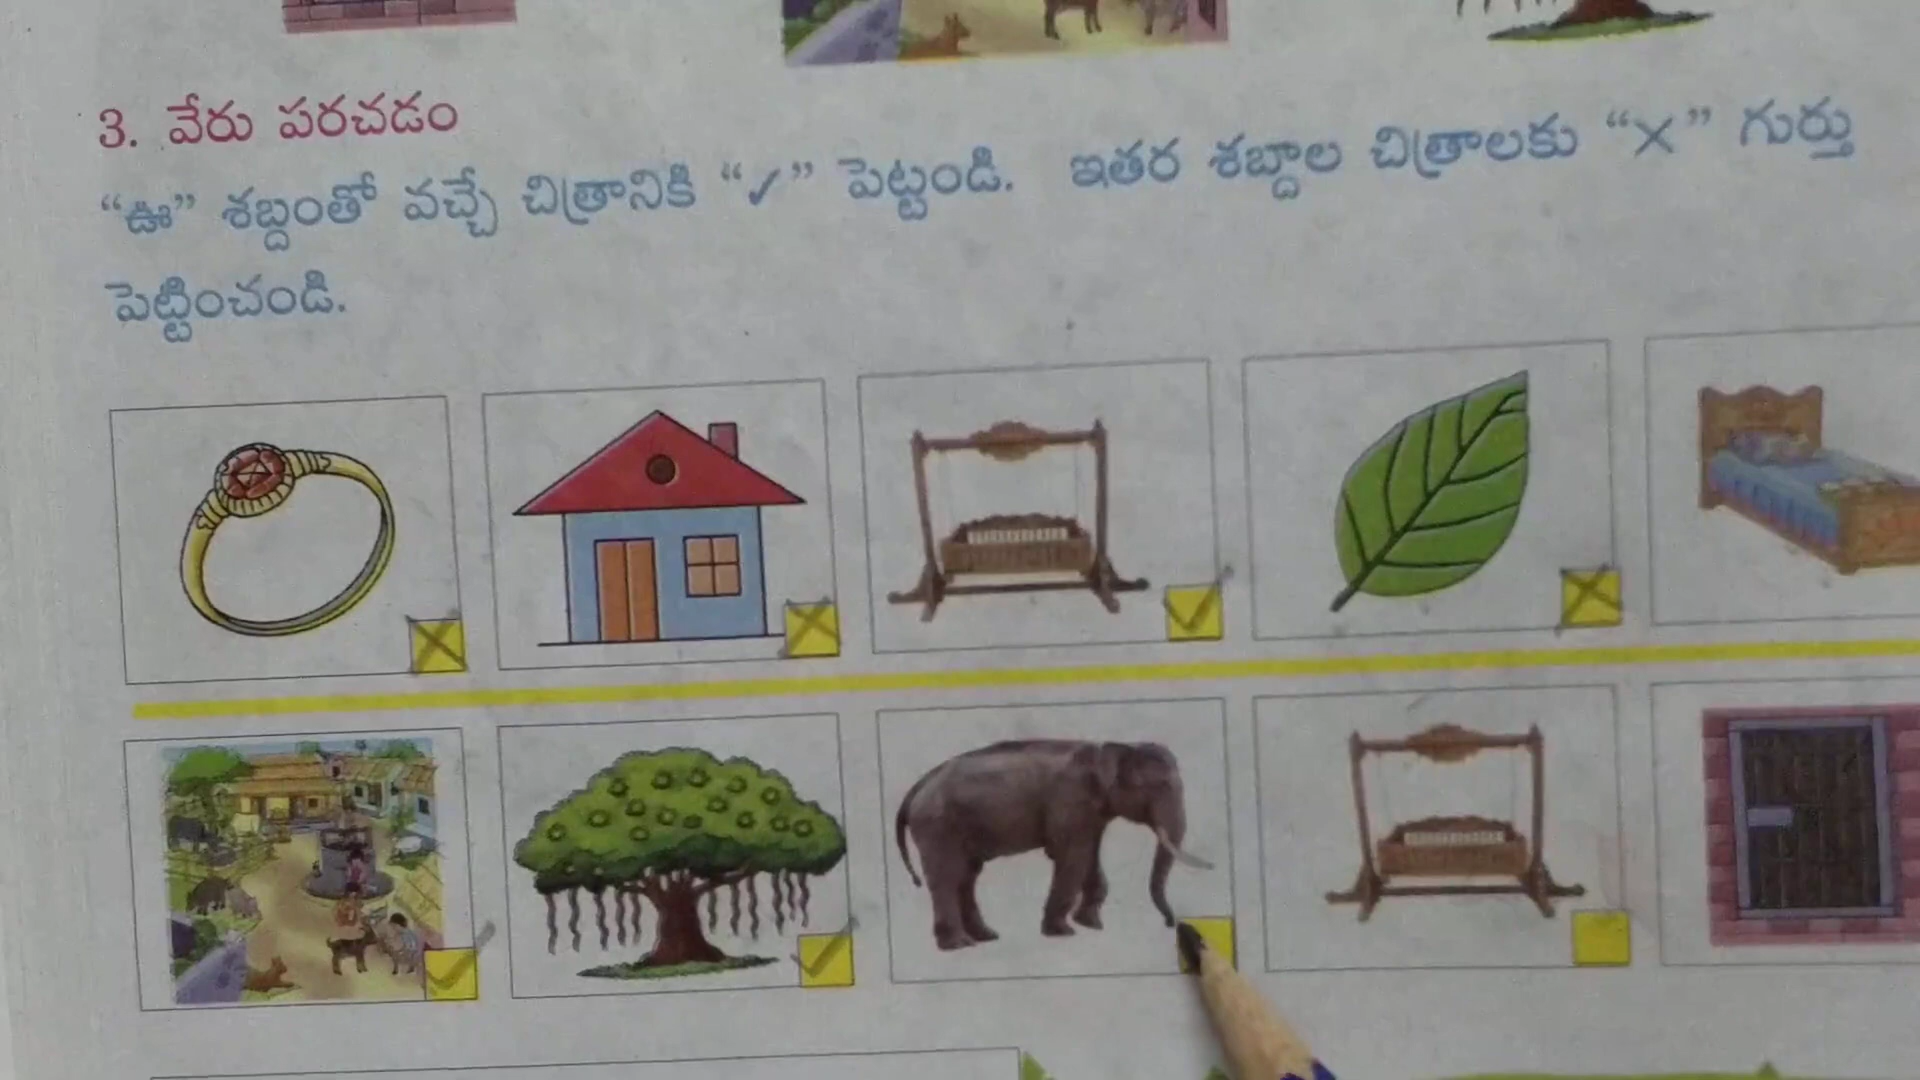 3. వేరు పరచడం
“ఊ” శబ్దంతో వచ్చే చిత్రానికి “✓” పెట్టండి. ఇతర శబ్దాల చిత్రాలకు “×” గుర్తు
పెట్టించండి.